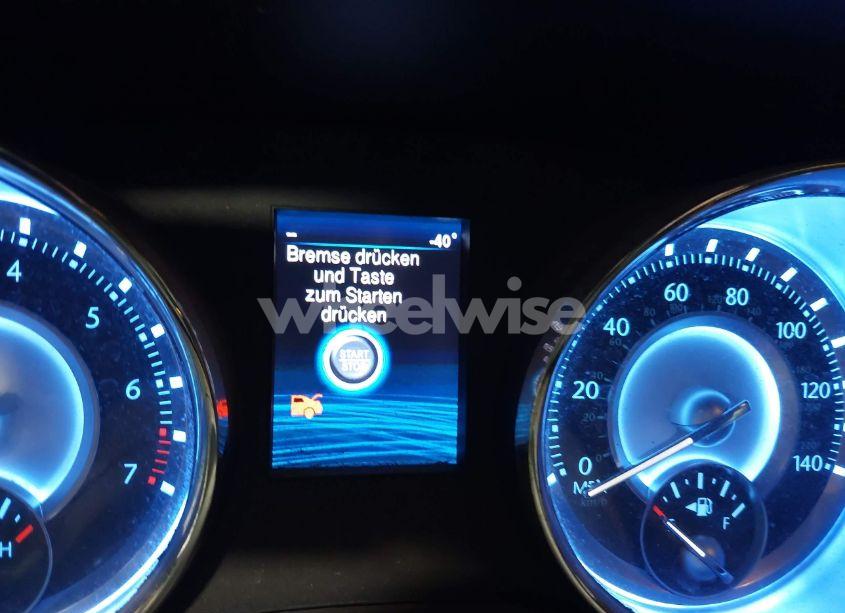 -40°
Bremse drücken
und Taste
zum Starten
drücken
START
STOP
4
5
6
7
H
0
20
40
60
80
100
120
140
MPH
F
wheelwise